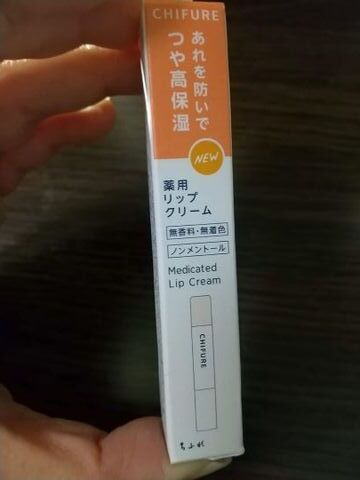 CHIFURE
あれを防いで
つや高保湿
NEW
薬用
リップ
クリーム
無香料・無着色
ノンメントール
Medicated
Lip Cream
CHIFURE
ちふれ